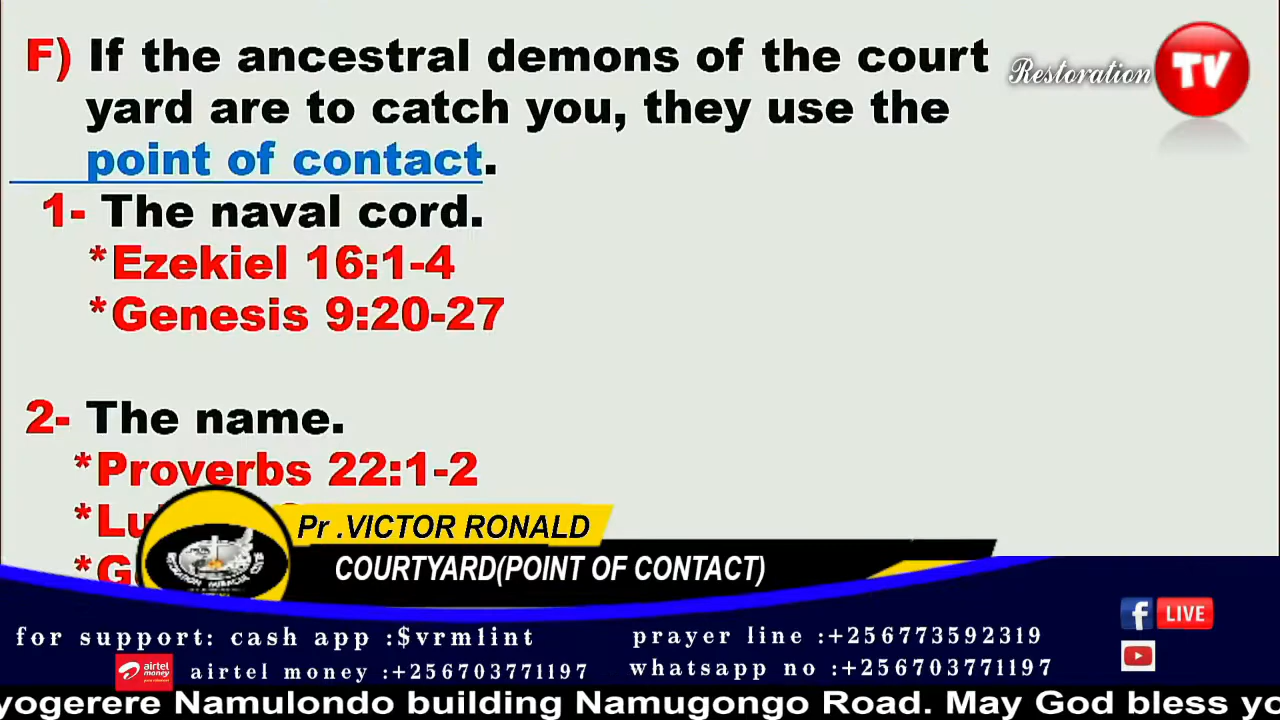 F) If the ancestral demons of the court
yard are to catch you, they use the
point of contact.
1- The naval cord.
*Ezekiel 16:1-4
*Genesis 9:20-27
2- The name.
*Proverbs 22:1-2
Restoration TV
Pr .VICTOR RONALD
COURTYARD(POINT OF CONTACT)
for support: cash app :$vrmlint
airtel money airtel money :+256703771197
prayer line :+256773592319
whatsapp no :+256703771197
f LIVE
yogerere Namulondo building Namugongo Road. May God bless yo